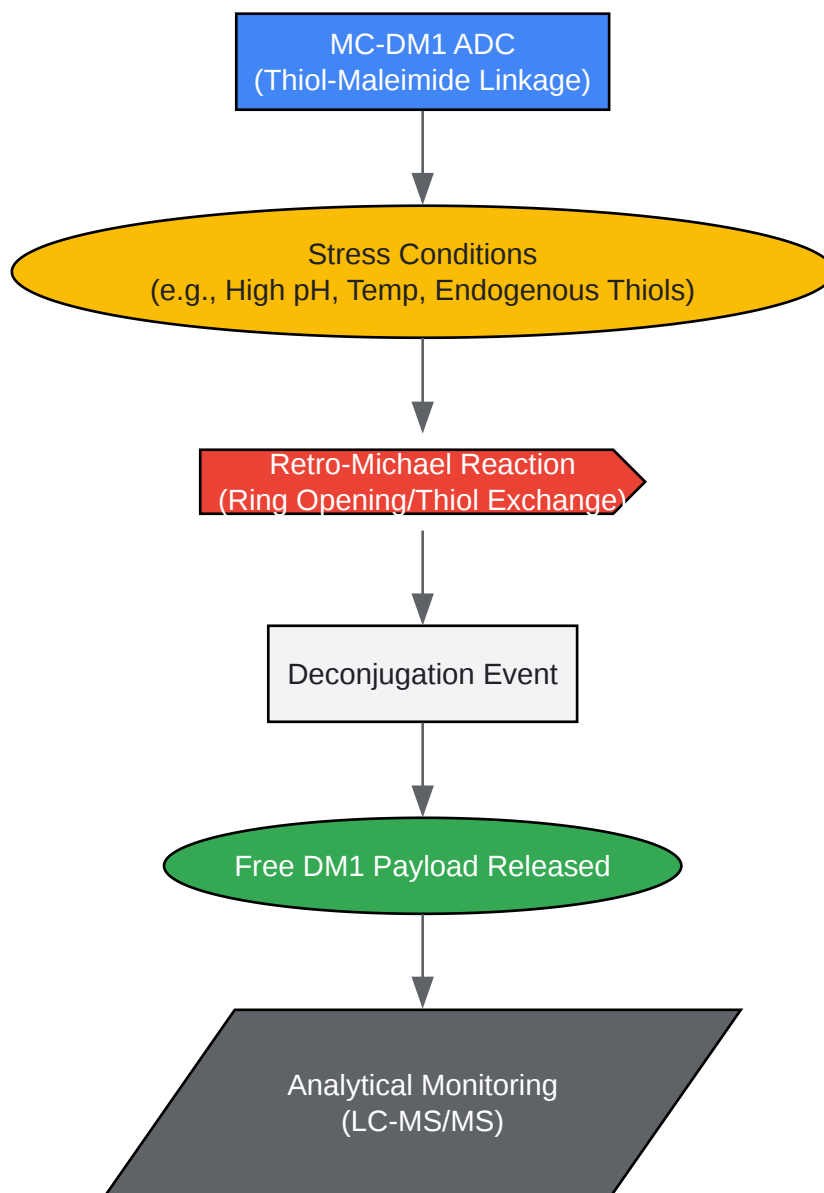 MC-DM1 ADC
(Thiol-Maleimide Linkage)
Stress Conditions
(e.g., High pH, Temp, Endogenous Thiols)
Retro-Michael Reaction
(Ring Opening/Thiol Exchange)
Deconjugation Event
Free DM1 Payload Released
Analytical Monitoring
(LC-MS/MS)